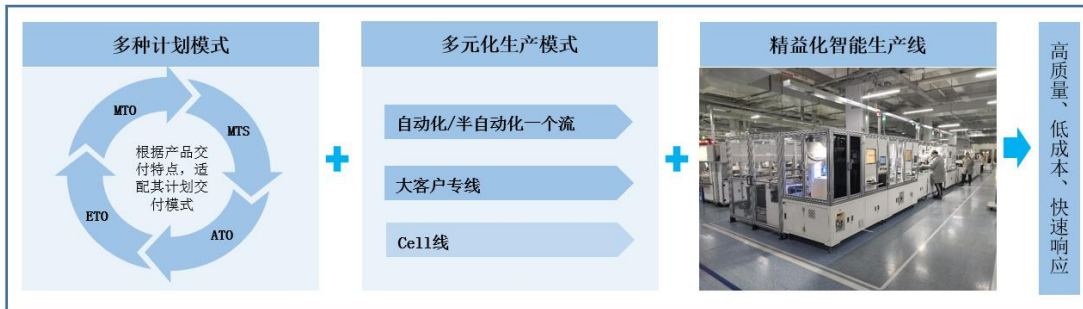 多种计划模式
MTO
MTS
根据产品交
付特点，适
配其计划交
付模式
ETO
ATO
多元化生产模式
自动化/半自动化一个流
大客户专线
Cell线
精益化智能生产线
高质量、低成本、快速响应